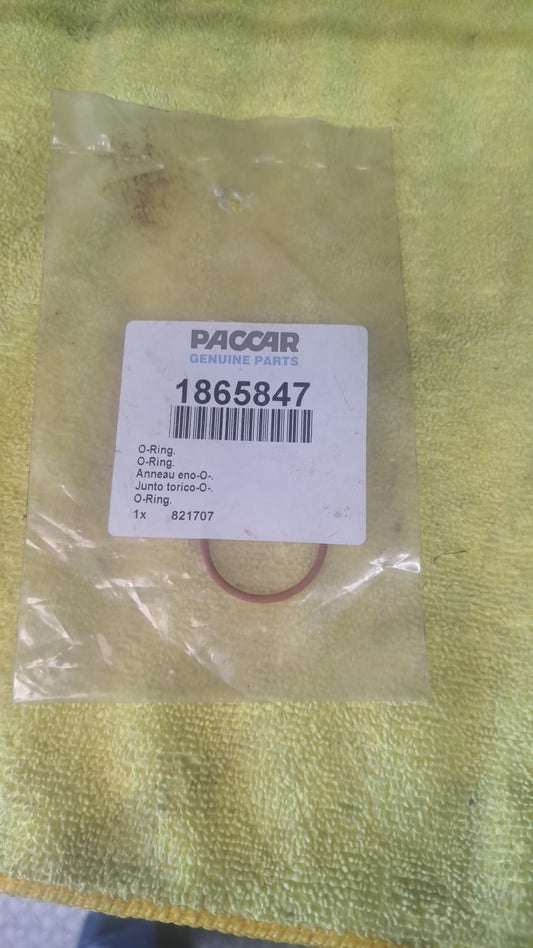 PACCAR
GENUINE PARTS
1865847
O-Ring.
O-Ring.
Anneau eno-O-.
Junto torico-O-.
O-Ring.
1x 821707